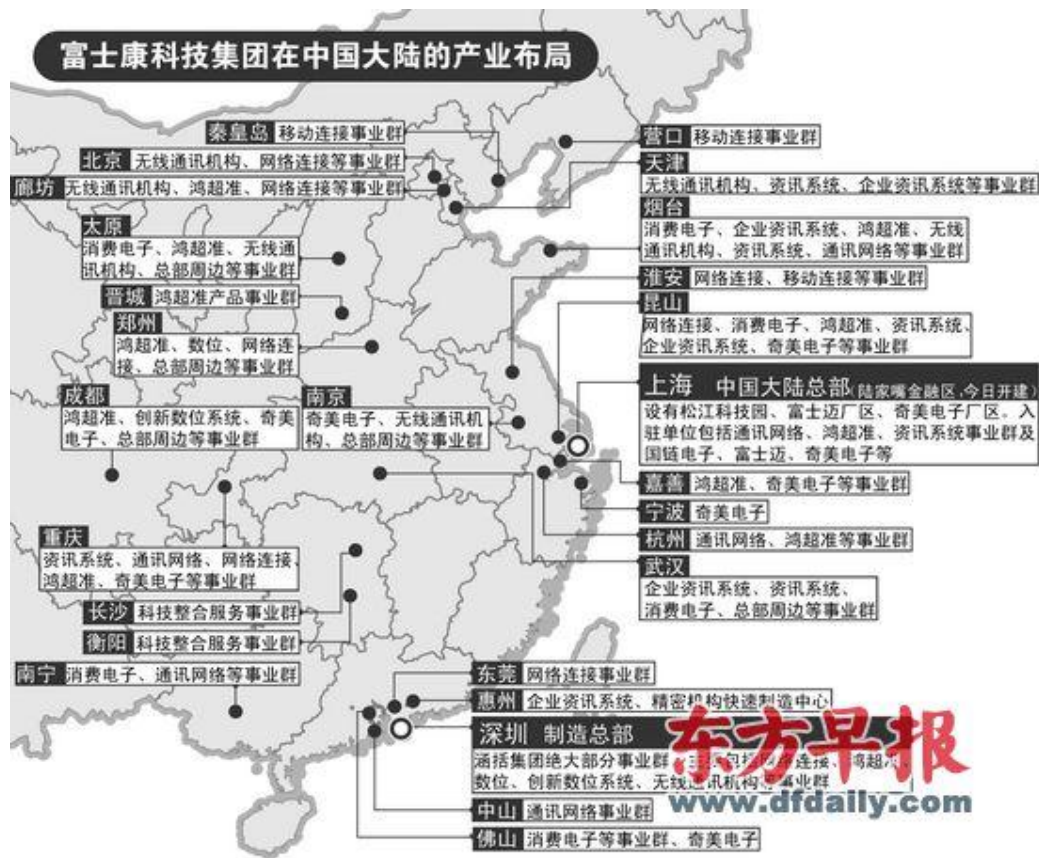 富士康科技集团在中国大陆的产业布局
秦皇岛 移动连接事业群
北京 无线通讯机构、网络连接等事业群
廊坊 无线通讯机构、鸿超准、网络连接等事业群
太原
消费电子、鸿超准、无线通
讯机构、总部周边等事业群
晋城 鸿超准产品事业群
郑州
鸿超准、数位、网络连
接、总部周边等事业群
成都
鸿超准、创新数位系统、奇美
电子、总部周边等事业群
南京
奇美电子、无线通讯机
构、总部周边等事业群
重庆
资讯系统、通讯网络、网络连接、
鸿超准、奇美电子等事业群
长沙 科技整合服务事业群
衡阳 科技整合服务事业群
南宁 消费电子、通讯网络等事业群
营口 移动连接事业群
天津
无线通讯机构、资讯系统、企业资讯系统等事业群
烟台
消费电子、企业资讯系统、鸿超准、无线
通讯机构、资讯系统、通讯网络等事业群
淮安 网络连接、移动连接等事业群
昆山
网络连接、消费电子、鸿超准、资讯系统、
企业资讯系统、奇美电子等事业群
上海 中国大陆总部(陆家嘴金融区,今日开建)
设有松江科技园、富士迈厂区、奇美电子厂区。入
驻单位包括通讯网络、鸿超准、资讯系统事业群及
国链电子、富士迈、奇美电子等
嘉善 鸿超准、奇美电子等事业群
宁波 奇美电子
杭州 通讯网络、鸿超准等事业群
武汉
企业资讯系统、资讯系统、
消费电子、总部周边等事业群
东莞 网络连接事业群
惠州 企业资讯系统、精密机构快速制造中心
深圳 制造总部
涵括集团绝大部分事业群,主要包括网络连接、鸿超准、
数位、创新数位系统、无线通讯机构等事业群
中山 通讯网络事业群
佛山 消费电子等事业群、奇美电子
东方早报
www.dfdaily.com